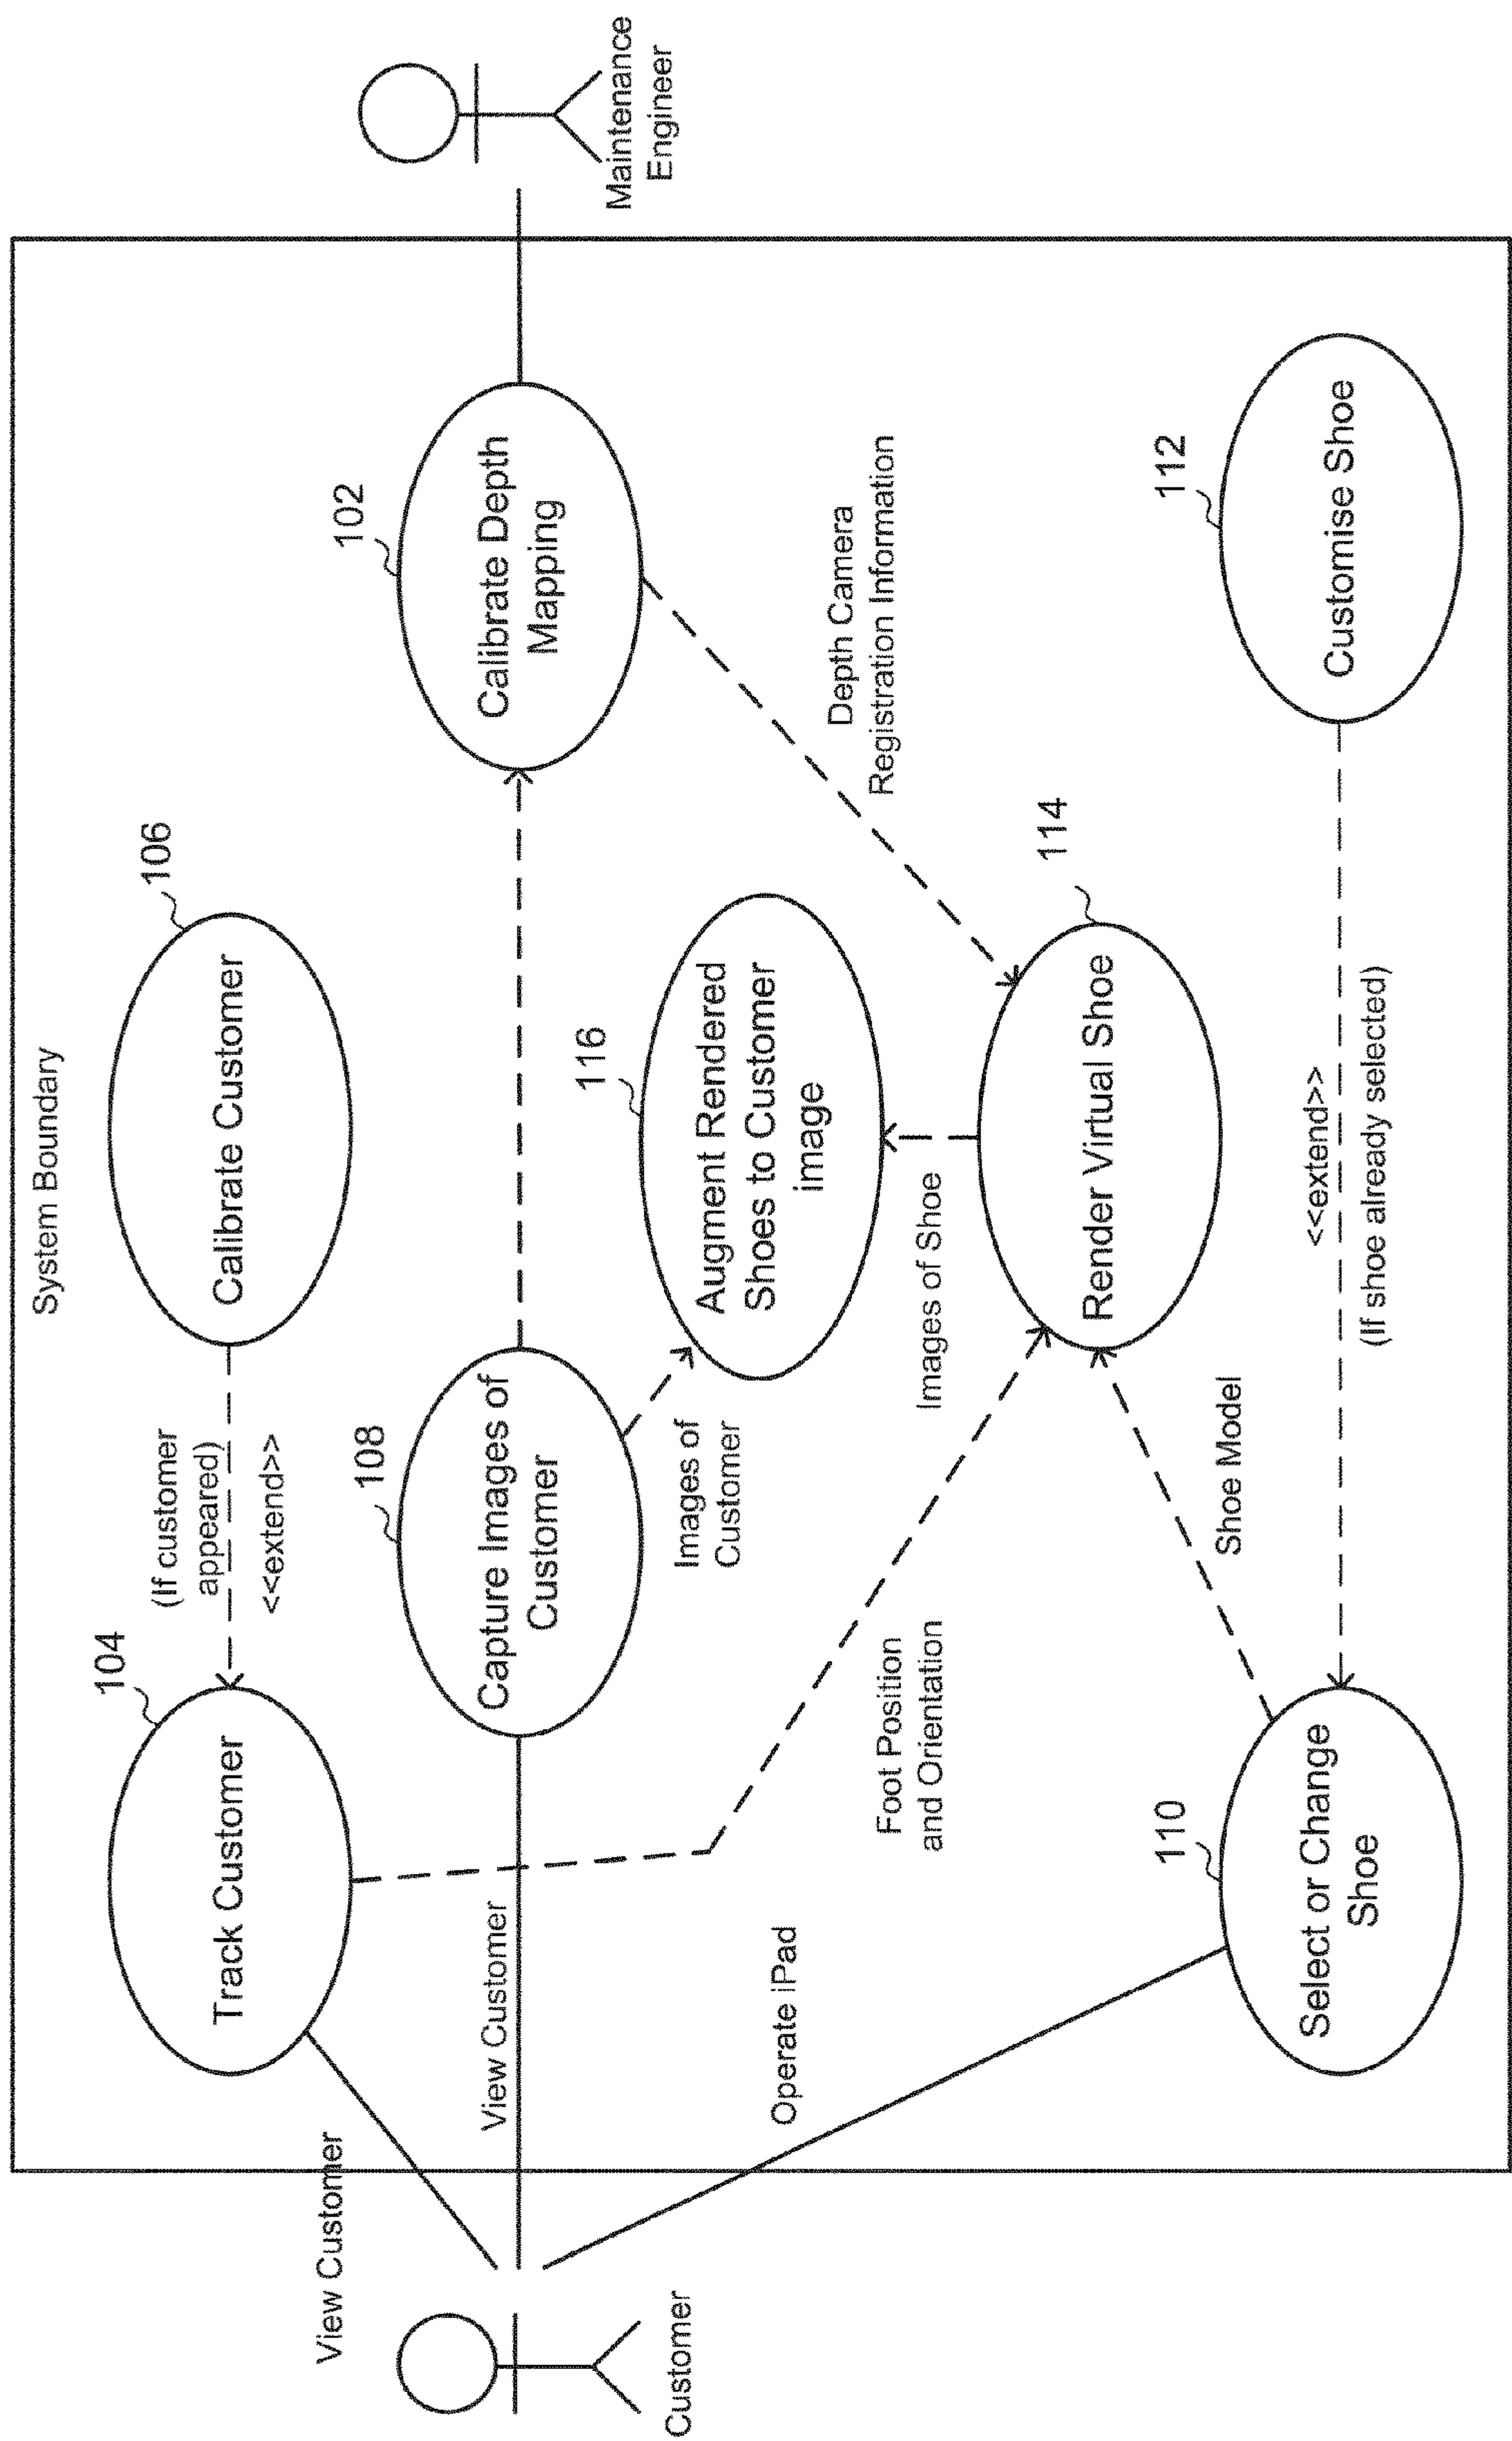 System Boundary
View Customer
104
Track Customer
(If customer
appeared)
<<extend>>
106
Calibrate Customer
View Customer
108
Capture Images of
Customer
102
Calibrate Depth
Mapping
Maintenance
Engineer
Customer
Images of
Customer
116
Augment Rendered
Shoes to Customer
image
Operate iPad
Foot Position
and Orientation
Images of Shoe
Depth Camera
Registration Information
114
Render Virtual Shoe
Shoe Model
110
Select or Change
Shoe
<<extend>>
(If shoe already selected)
112
Customise Shoe